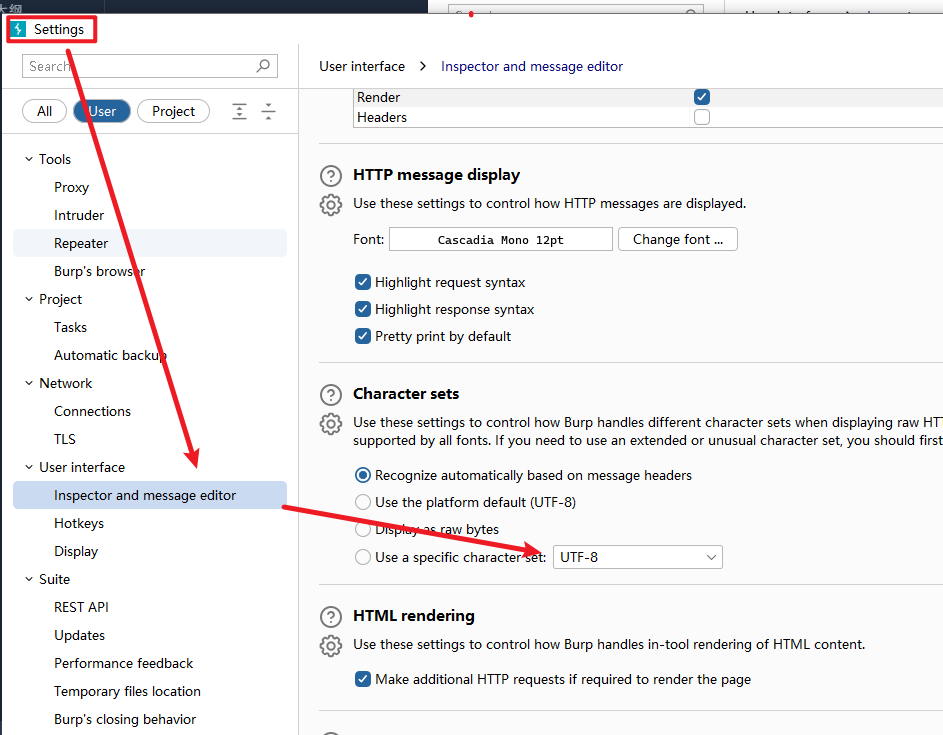 大纲
Settings
Search
All
User
Project
Tools
Proxy
Intruder
Repeater
Burp's browser
Project
Tasks
Automatic backup
Network
Connections
TLS
User interface
Inspector and message editor
Hotkeys
Display
Suite
REST API
Updates
Performance feedback
Temporary files location
Burp's closing behavior
User interface > Inspector and message editor
Render
Headers
HTTP message display
Use these settings to control how HTTP messages are displayed.
Font: Cascadia Mono 12pt Change font ...
Highlight request syntax
Highlight response syntax
Pretty print by default
Character sets
Use these settings to control how Burp handles different character sets when displaying raw HT
supported by all fonts. If you need to use an extended or unusual character set, you should first
Recognize automatically based on message headers
Use the platform default (UTF-8)
Display as raw bytes
Use a specific character set: UTF-8
HTML rendering
Use these settings to control how Burp handles in-tool rendering of HTML content.
Make additional HTTP requests if required to render the page